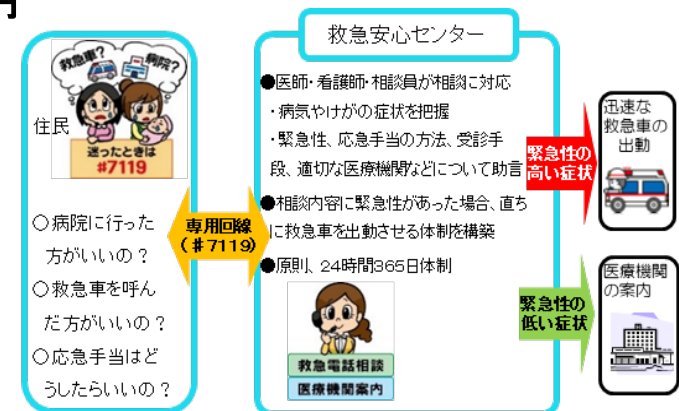 救急安心センター
救急車?
病院?
住民
迷ったときは
#7119
○病院に行った
方がいいの?
○救急車を呼ん
だ方がいいの?
○応急手当はど
うしたらいいの?
専用回線
(#7119)
●医師・看護師・相談員が相談に対応
・病気やけがの症状を把握
・緊急性、応急手当の方法、受診手
段、適切な医療機関などについて助言
●相談内容に緊急性があった場合、直ち
に救急車を出動させる体制を構築
●原則、24時間365日体制
救急電話相談
医療機関案内
緊急性の
高い症状
迅速な
救急車の
出動
緊急性の
低い症状
医療機関
の案内